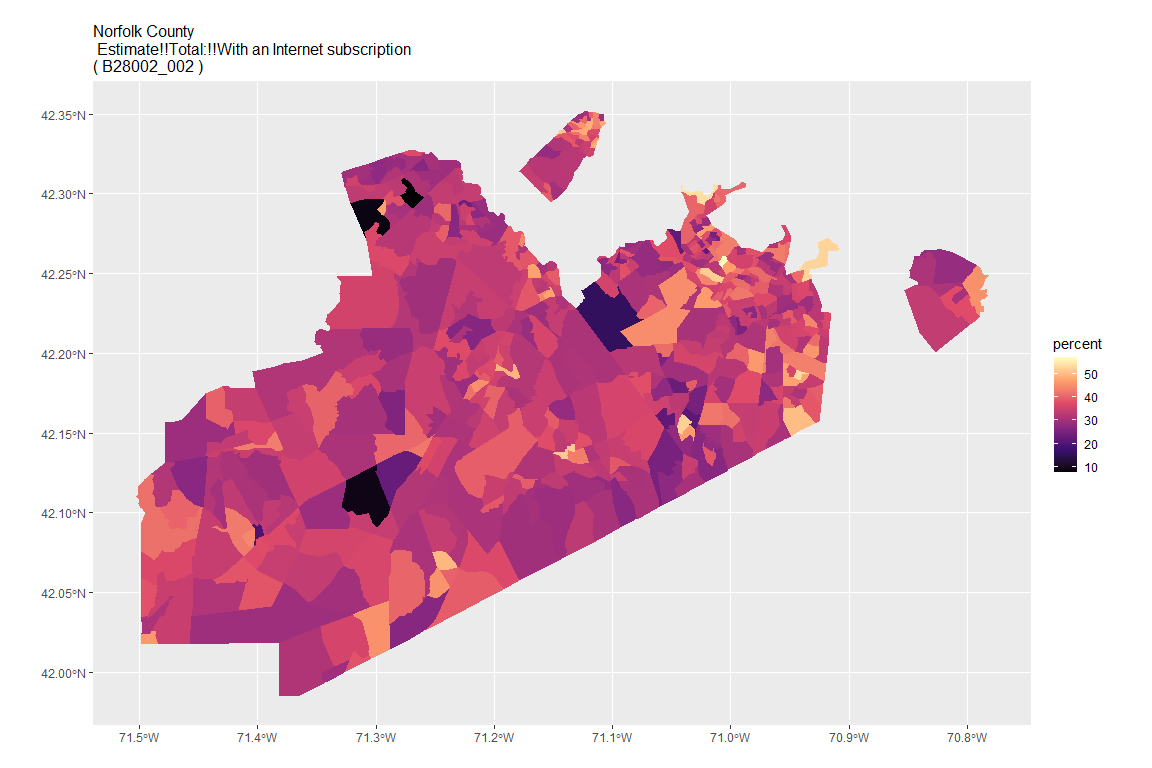 Norfolk County
Estimate!!Total:!!With an Internet subscription
( B28002_002 )
42.35°N
42.30°N
42.25°N
42.20°N
42.15°N
42.10°N
42.05°N
42.00°N
71.5°W 71.4°W 71.3°W 71.2°W 71.1°W 71.0°W 70.9°W 70.8°W
percent
50
40
30
20
10